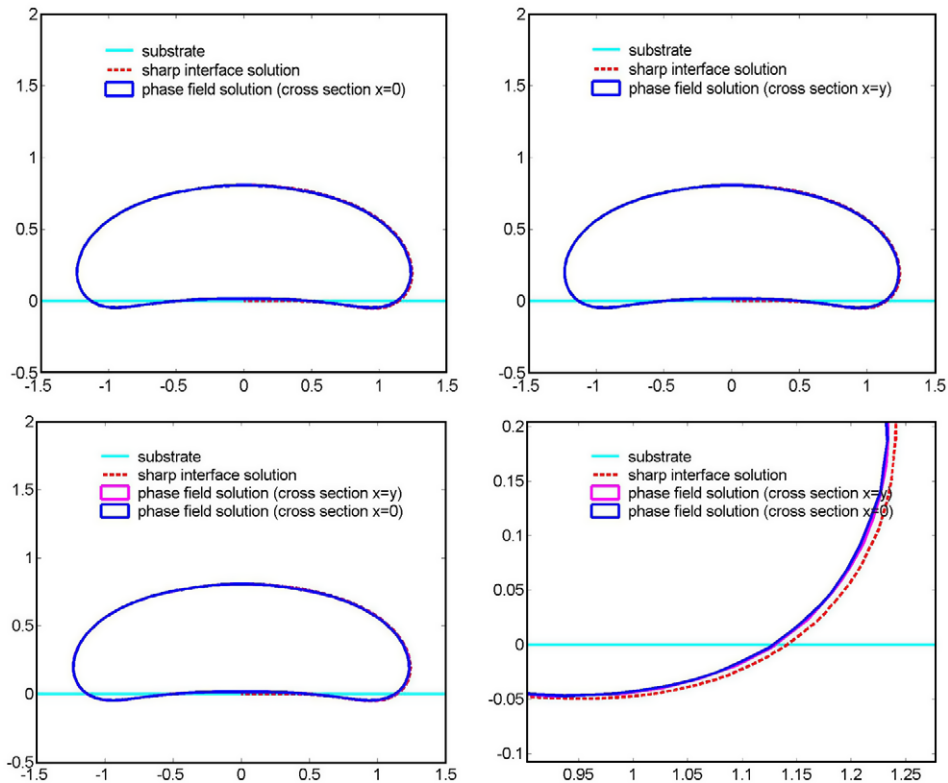 2
substrate
sharp interface solution
phase field solution (cross section x=0)
1.5
1
0.5
0
-0.5
-1.5 -1 -0.5 0 0.5 1 1.5
2
substrate
sharp interface solution
phase field solution (cross section x=y)
1.5
1
0.5
0
-0.5
-1.5 -1 -0.5 0 0.5 1 1.5
2
substrate
sharp interface solution
phase field solution (cross section x=y)
phase field solution (cross section x=0)
1.5
1
0.5
0
-0.5
-1.5 -1 -0.5 0 0.5 1 1.5
0.2
substrate
sharp interface solution
phase field solution (cross section x=y)
phase field solution (cross section x=0)
0.15
0.1
0.05
0
-0.05
-0.1
0.95 1 1.05 1.1 1.15 1.2 1.25